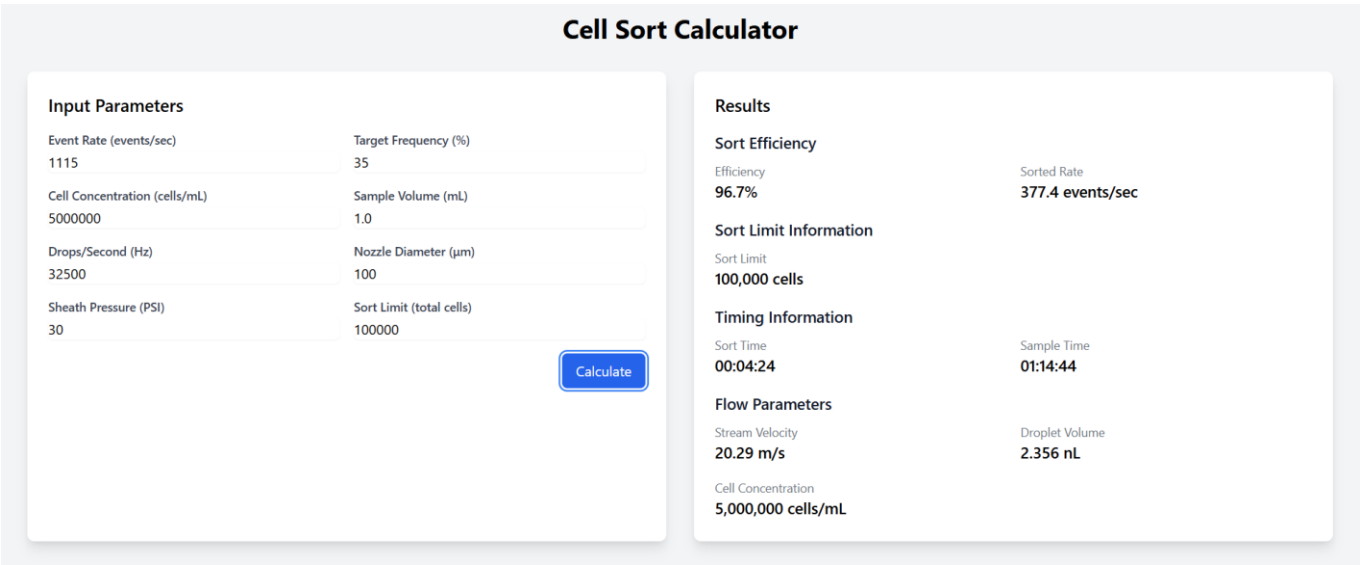 Cell Sort Calculator
Input Parameters
Event Rate (events/sec)
1115
Target Frequency (%)
35
Cell Concentration (cells/mL)
5000000
Sample Volume (mL)
1.0
Drops/Second (Hz)
32500
Nozzle Diameter (μm)
100
Sheath Pressure (PSI)
30
Sort Limit (total cells)
100000
Calculate
Results
Sort Efficiency
Efficiency
96.7%
Sorted Rate
377.4 events/sec
Sort Limit Information
Sort Limit
100,000 cells
Timing Information
Sort Time
00:04:24
Sample Time
01:14:44
Flow Parameters
Stream Velocity
20.29 m/s
Droplet Volume
2.356 nL
Cell Concentration
5,000,000 cells/mL